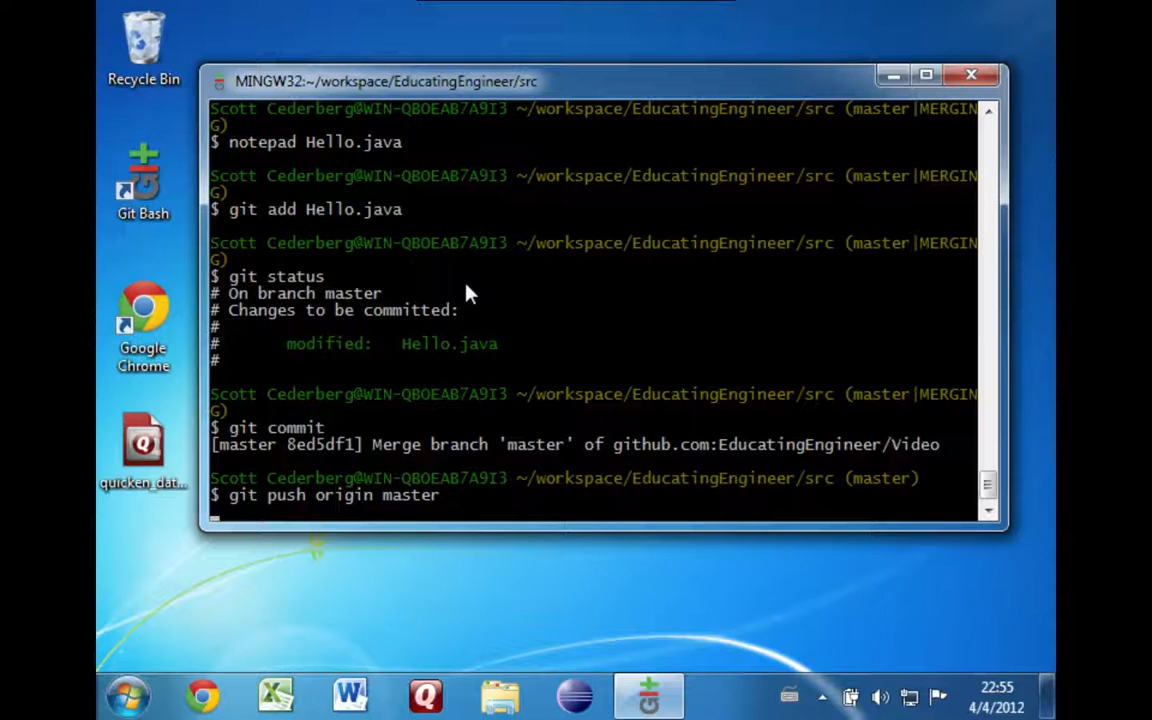 Recycle Bin
Git Bash
Google
Chrome
quicken_dat...
MINGW32:~/workspace/EducatingEngineer/src
Scott Cederberg@WIN-QBOEAB7A9I3 ~/workspace/EducatingEngineer/src (master|MERGIN
G)
$ notepad Hello.java
Scott Cederberg@WIN-QBOEAB7A9I3 ~/workspace/EducatingEngineer/src (master|MERGIN
G)
$ git add Hello.java
Scott Cederberg@WIN-QBOEAB7A9I3 ~/workspace/EducatingEngineer/src (master|MERGIN
G)
$ git status
# On branch master
# Changes to be committed:
#
#       modified:   Hello.java
#
Scott Cederberg@WIN-QBOEAB7A9I3 ~/workspace/EducatingEngineer/src (master|MERGIN
G)
$ git commit
[master 8ed5df1] Merge branch 'master' of github.com:EducatingEngineer/Video
Scott Cederberg@WIN-QBOEAB7A9I3 ~/workspace/EducatingEngineer/src (master)
$ git push origin master
22:55
4/4/2012